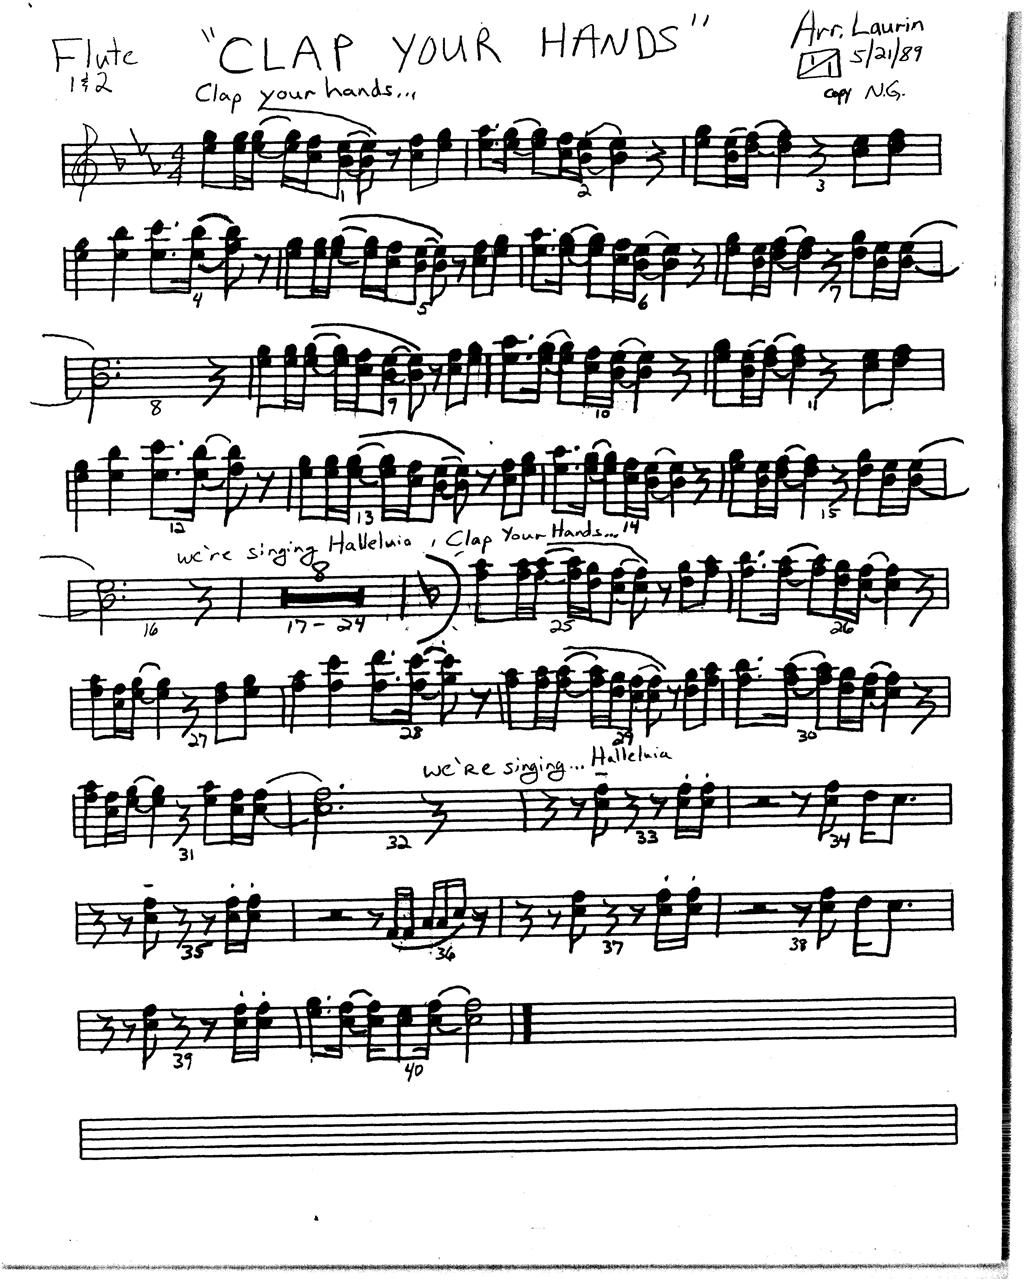 Flute
1 & 2
"CLAP YOUR HANDS"
Arr. Laurin
1/1 5/21/89
copy N.G.
Clap your hands...
1 2 3
4 5 6 7
8 9 10 11
12 13 14 15
We're singing Halleluia, Clap Your Hands...
8
16 17-24 25 26
27 28 29 30
We're singing... Halleluia
31 32 33 34
35 36 37 38
39 40